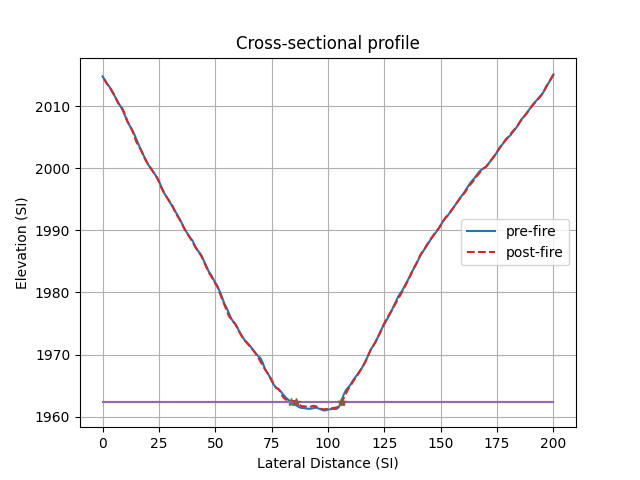 Cross-sectional profile
Elevation (SI)
2010
2000
1990
1980
1970
1960
pre-fire
post-fire
0 25 50 75 100 125 150 175 200
Lateral Distance (SI)